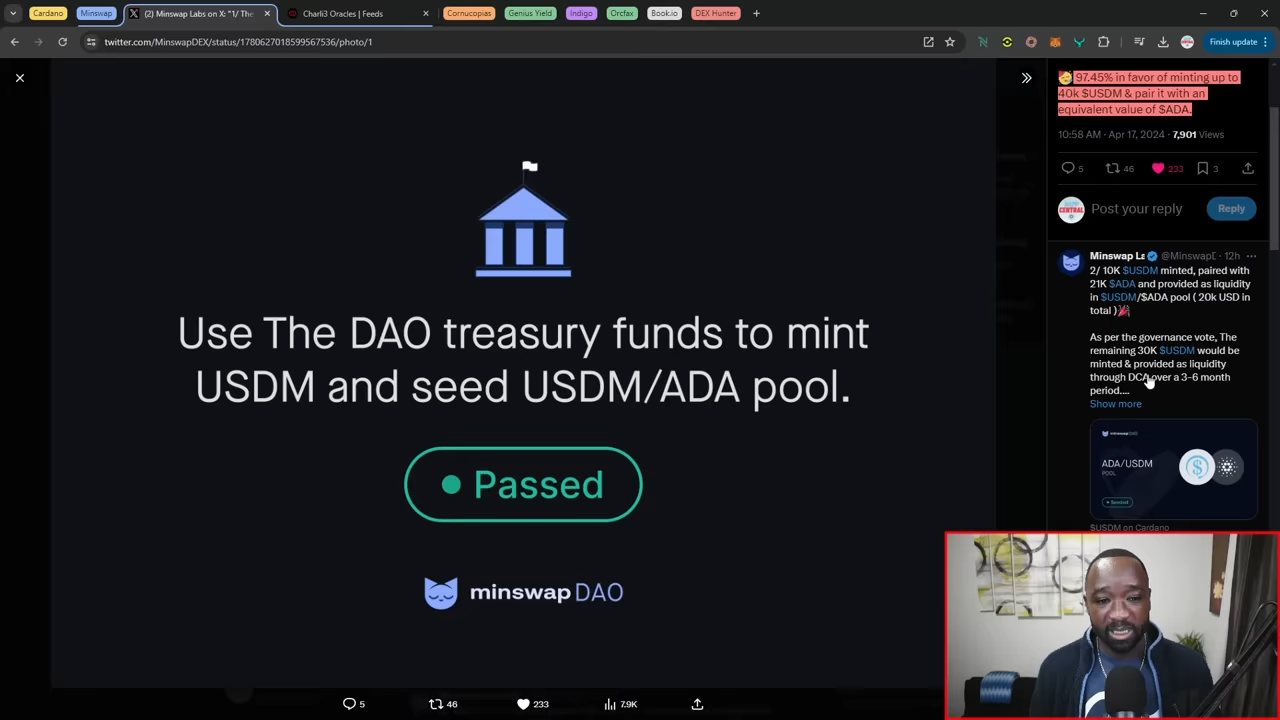 Cardano
Minswap
(2) Minswap Labs on X: "1/ The
Charli3 Oracles | Feeds
Cornucopias
Genius Yield
Indigo
Orcfax
Book.io
DEX Hunter
twitter.com/MinswapDEX/status/1780627018599567536/photo/1
Finish update
97.45% in favor of minting up to
40k $USDM & pair it with an
equivalent value of $ADA.
10:58 AM · Apr 17, 2024 · 7,901 Views
5
46
233
3
Post your reply
Reply
Minswap La @Minswap · 12h
2/ 10K $USDM minted, paired with
21K $ADA and provided as liquidity
in $USDM/$ADA pool ( 20k USD in
total )
As per the governance vote, The
remaining 30K $USDM would be
minted & provided as liquidity
through DCA over a 3-6 month
period....
Show more
minswap DAO
ADA/USDM
POOL
Seeded
$USDM on Cardano
Use The DAO treasury funds to mint
USDM and seed USDM/ADA pool.
Passed
minswap DAO
5
46
233
7.9K